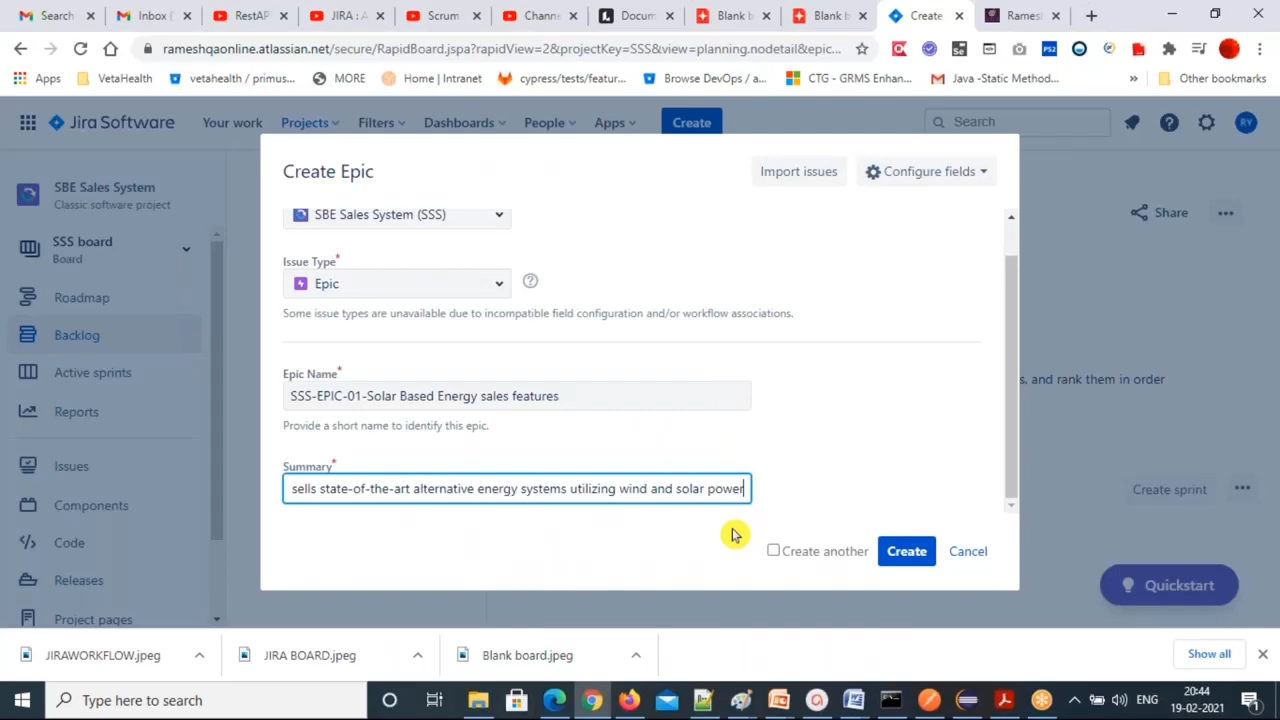 Search
Inbox (
RestAP
JIRA : A
Scrum
Chann
Docum
Blank b
Blank b
Create
Rames
rameshqaonline.atlassian.net/secure/RapidBoard.jspa?rapidView=2&projectKey=SSS&view=planning.nodetail&epic...
Apps
VetaHealth
vetahealth / primus...
MORE
Home | Intranet
cypress/tests/featur...
Browse DevOps / a...
CTG - GRMS Enhan...
Java -Static Method...
»
Other bookmarks
Jira Software
Your work
Projects
Filters
Dashboards
People
Apps
Create
Search
RY
SBE Sales System
Classic software project
SSS board
Board
Roadmap
Backlog
Active sprints
Reports
Issues
Components
Code
Releases
Project pages
Share
s, and rank them in order
Create sprint
Quickstart
Create Epic
Import issues
Configure fields
SBE Sales System (SSS)
Issue Type*
Epic
Some issue types are unavailable due to incompatible field configuration and/or workflow associations.
Epic Name*
SSS-EPIC-01-Solar Based Energy sales features
Provide a short name to identify this epic.
Summary*
sells state-of-the-art alternative energy systems utilizing wind and solar power
Create another
Create
Cancel
JIRAWORKFLOW.jpeg
JIRA BOARD.jpeg
Blank board.jpeg
Show all
Type here to search
ENG
20:44
19-02-2021